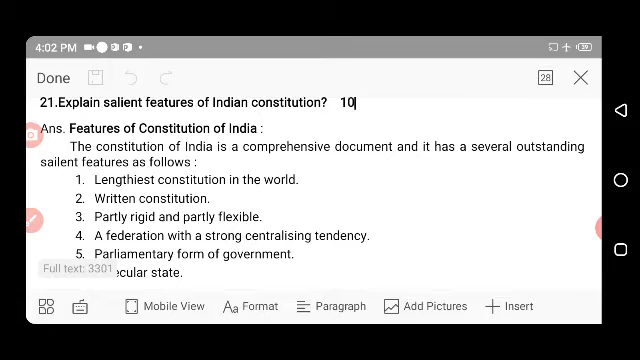 4:02 PM
39
Done
28
21.Explain salient features of Indian constitution? 10
Ans. Features of Constitution of India :
The constitution of India is a comprehensive document and it has a several outstanding
sailent features as follows :
1. Lengthiest constitution in the world.
2. Written constitution.
3. Partly rigid and partly flexible.
4. A federation with a strong centralising tendency.
5. Parliamentary form of government.
Full text: 3301 ecular state.
Mobile View Aa Format Paragraph Add Pictures Insert